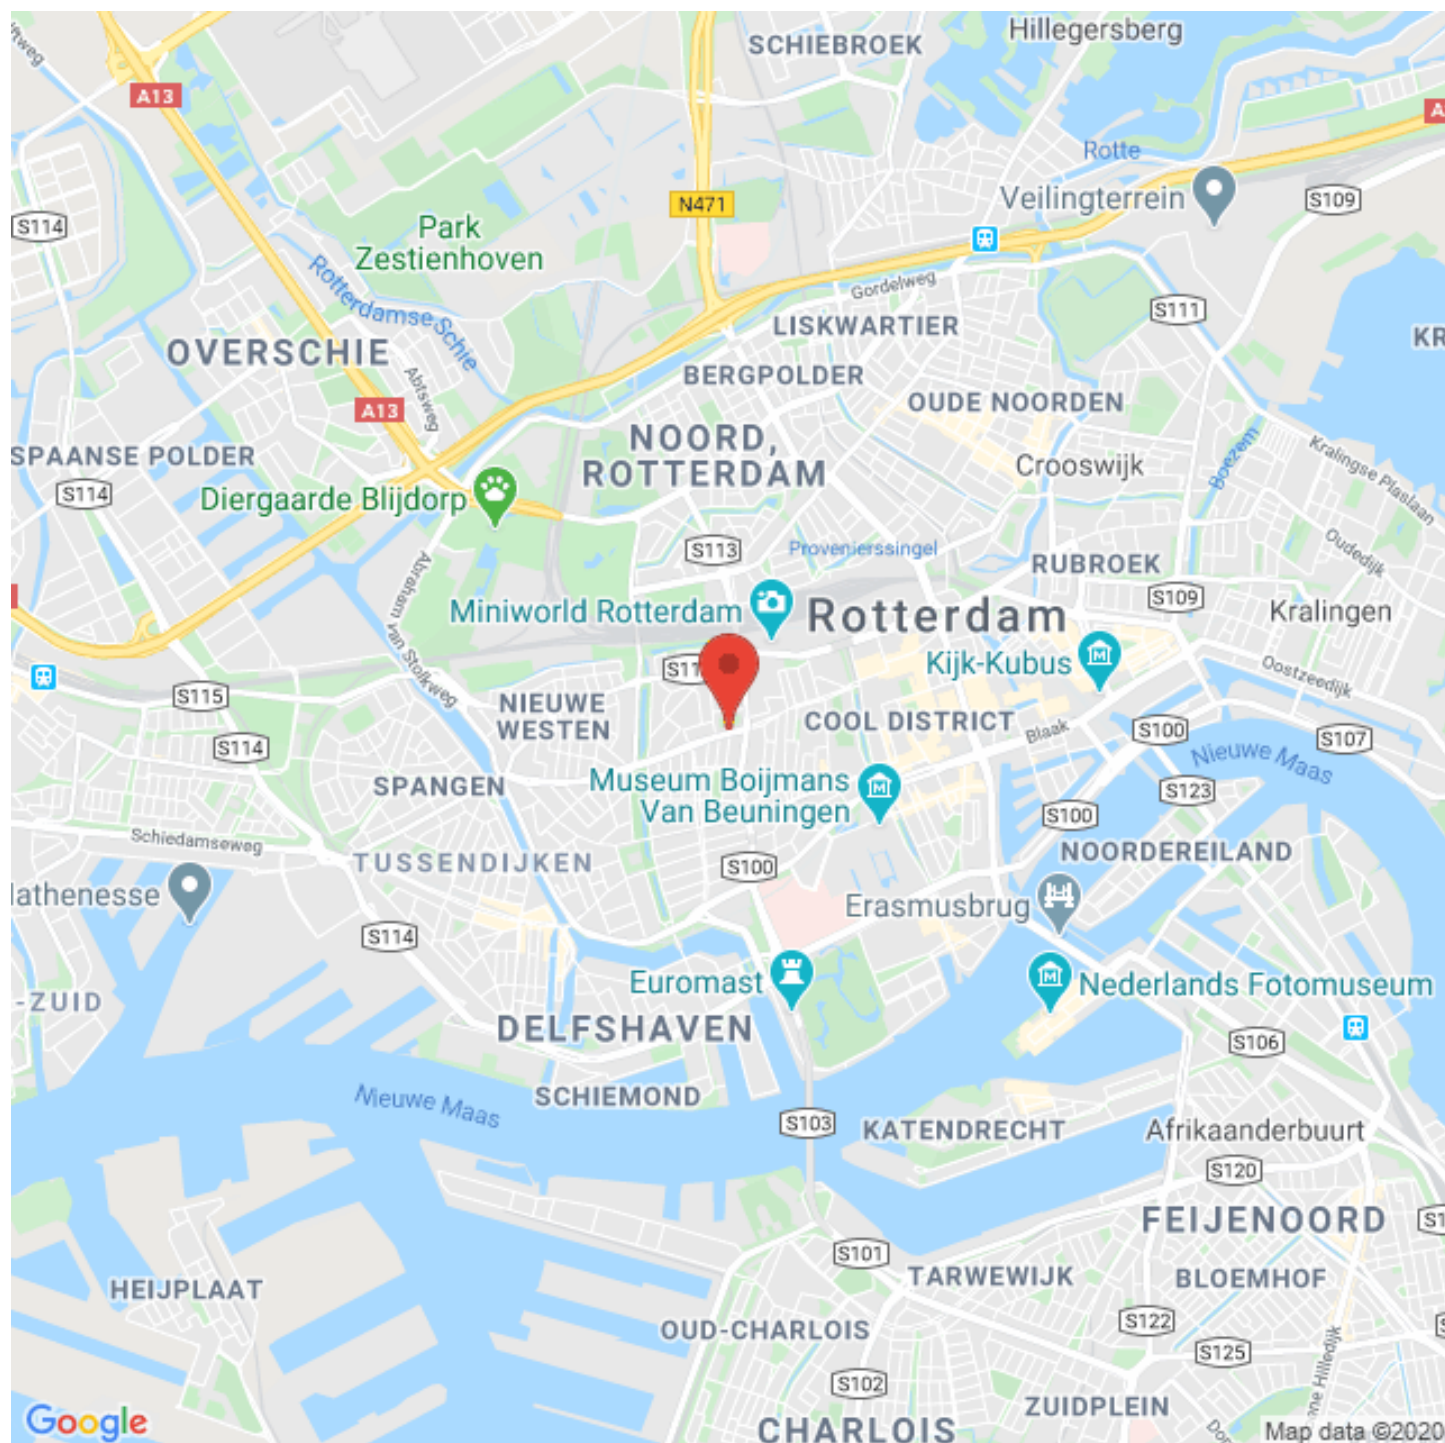 SCHIEBROEK
Hillegersberg
A13
Rotte
Veilingterrein
S109
N471
S114
Park
Zestienhoven
Rotterdamse Schie
Gordelweg
S111
LISKWARTIER
OVERSCHIE
KR
BERGPOLDER
Abtsweg
A13
OUDE NOORDEN
NOORD,
ROTTERDAM
Crooswijk
Boezem
Kralingse Plaslaan
SPAANSE POLDER
S114
Diergaarde Blijdorp
S113
Provenierssingel
RUBROEK
Oudedijk
Abraham van Stolkweg
S109
Kralingen
Miniworld Rotterdam
Rotterdam
Kijk-Kubus
Oostzeedijk
S115
NIEUWE
WESTEN
COOL DISTRICT
Blaak
S100
S107
S114
Nieuwe Maas
SPANGEN
Museum Boijmans
Van Beuningen
S123
S100
Schiedamseweg
TUSSENDIJKEN
S100
NOORDEREILAND
lathenesse
Erasmusbrug
S114
Euromast
Nederlands Fotomuseum
-ZUID
DELFSHAVEN
S106
Nieuwe Maas
SCHIEMOND
S103
KATENDRECHT
Afrikaanderbuurt
S120
FEIJENOORD
S101
TARWEWIJK
BLOEMHOF
HEIJPLAAT
S122
OUD-CHARLOIS
S125
S102
ZUIDPLEIN
CHARLOIS
Google
Map data ©2020